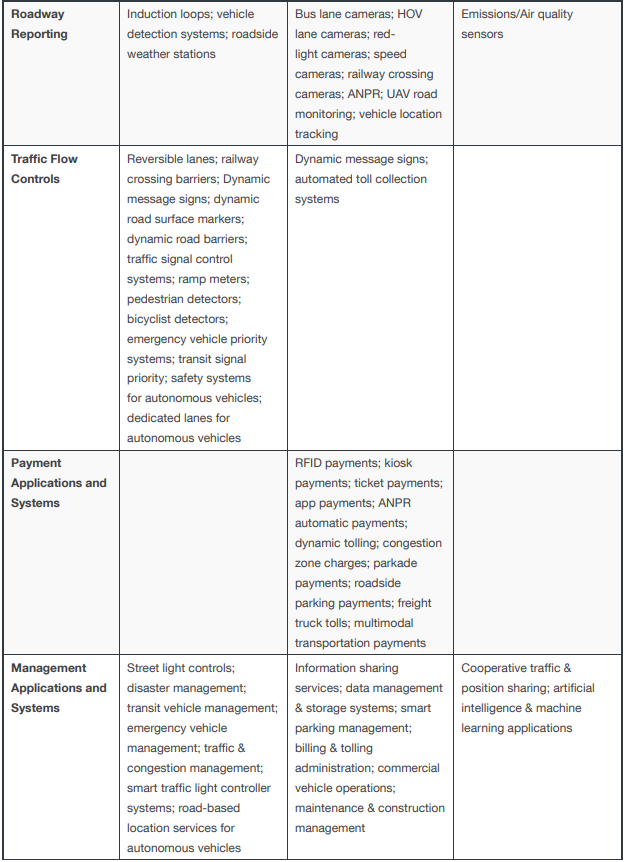 Roadway
Reporting
Induction loops; vehicle
detection systems; roadside
weather stations
Bus lane cameras; HOV
lane cameras; red-
light cameras; speed
cameras; railway crossing
cameras; ANPR; UAV road
monitoring; vehicle location
tracking
Emissions/Air quality
sensors
Traffic Flow
Controls
Reversible lanes; railway
crossing barriers; Dynamic
message signs; dynamic
road surface markers;
dynamic road barriers;
traffic signal control
systems; ramp meters;
pedestrian detectors;
bicyclist detectors;
emergency vehicle priority
systems; transit signal
priority; safety systems
for autonomous vehicles;
dedicated lanes for
autonomous vehicles
Dynamic message signs;
automated toll collection
systems
Payment
Applications and
Systems
RFID payments; kiosk
payments; ticket payments;
app payments; ANPR
automatic payments;
dynamic tolling; congestion
zone charges; parkade
payments; roadside
parking payments; freight
truck tolls; multimodal
transportation payments
Management
Applications and
Systems
Street light controls;
disaster management;
transit vehicle management;
emergency vehicle
management; traffic &
congestion management;
smart traffic light controller
systems; road-based
location services for
autonomous vehicles
Information sharing
services; data management
& storage systems; smart
parking management;
billing & tolling
administration; commercial
vehicle operations;
maintenance & construction
management
Cooperative traffic &
position sharing; artificial
intelligence & machine
learning applications